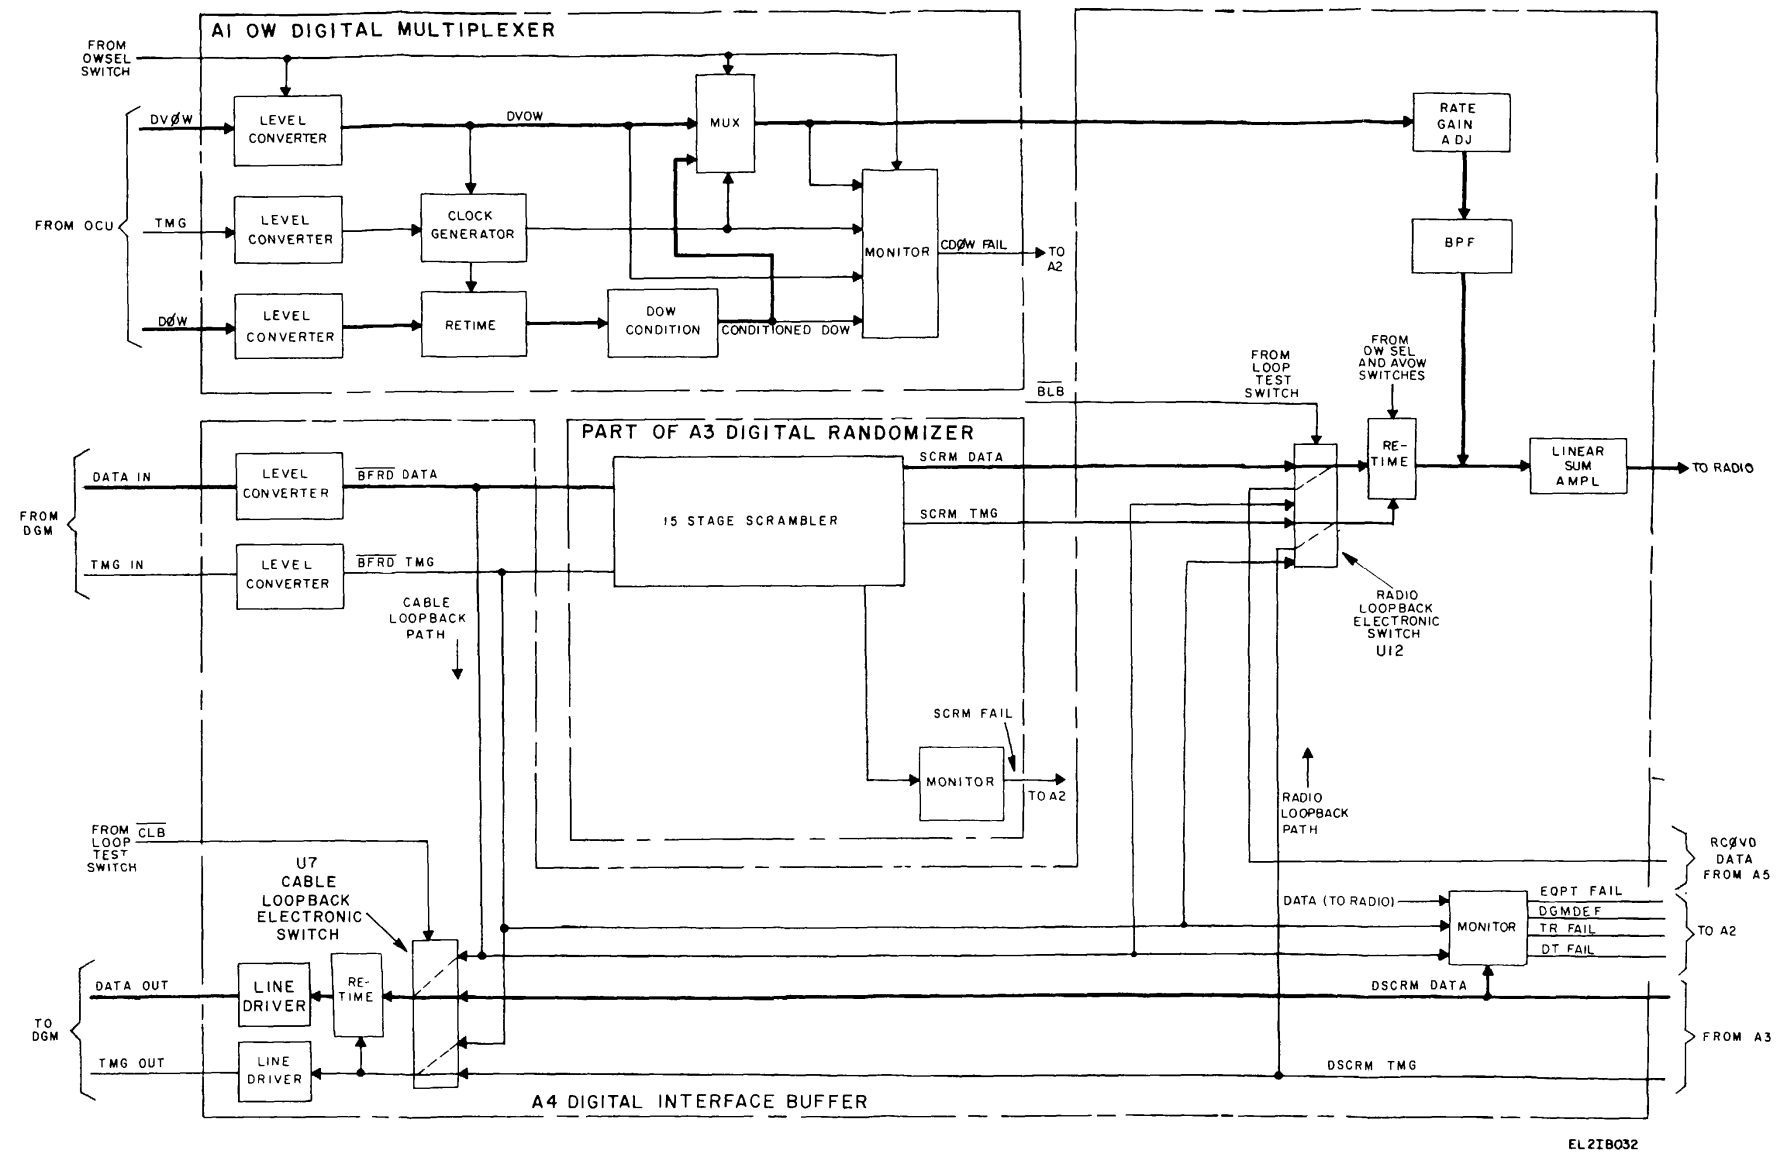 A1 OW DIGITAL MULTIPLEXER
FROM
OWSEL
SWITCH
DVØW
LEVEL
CONVERTER
DVOW
MUX
RATE
GAIN
ADJ
FROM OCU
TMG
LEVEL
CONVERTER
CLOCK
GENERATOR
MONITOR
CDØW FAIL
TO
A2
BPF
DØW
LEVEL
CONVERTER
RETIME
DOW
CONDITION
CONDITIONED DOW
FROM
LOOP
TEST
SWITCH
FROM
OW SEL
AND AVOW
SWITCHES
BLB
PART OF A3 DIGITAL RANDOMIZER
FROM
DGM
DATA IN
LEVEL
CONVERTER
BFRD DATA
15 STAGE SCRAMBLER
SCRM DATA
SCRM TMG
RE-
TIME
LINEAR
SUM
AMPL
TO RADIO
TMG IN
LEVEL
CONVERTER
BFRD TMG
CABLE
LOOPBACK
PATH
RADIO
LOOPBACK
ELECTRONIC
SWITCH
U12
SCRM FAIL
MONITOR
TO A2
RADIO
LOOPBACK
PATH
FROM
LOOP
TEST
SWITCH
CLB
U7
CABLE
LOOPBACK
ELECTRONIC
SWITCH
RCØVD
DATA
FROM A5
DATA (TO RADIO)
MONITOR
EQPT FAIL
DGMDEF
TR FAIL
DT FAIL
TO A2
TO
DGM
DATA OUT
LINE
DRIVER
RE-
TIME
DSCRM DATA
TMG OUT
LINE
DRIVER
DSCRM TMG
FROM A3
A4 DIGITAL INTERFACE BUFFER
EL2IB032